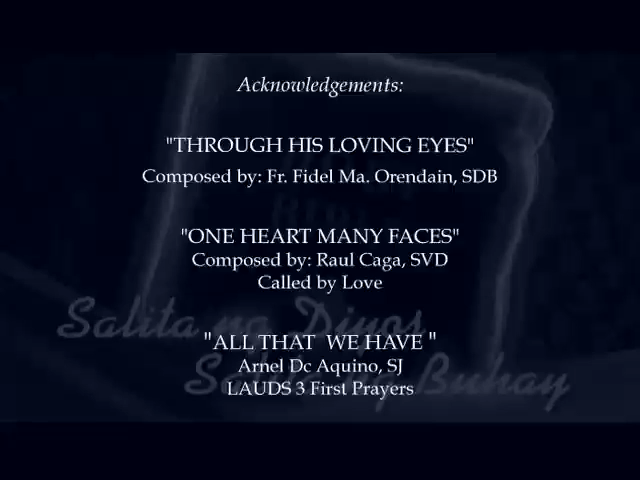 Acknowledgements:
"THROUGH HIS LOVING EYES"
Composed by: Fr. Fidel Ma. Orendain, SDB
"ONE HEART MANY FACES"
Composed by: Raul Caga, SVD
Called by Love
"ALL THAT WE HAVE "
Arnel Dc Aquino, SJ
LAUDS 3 First Prayers
Salita ng Diyos
Salita ng Buhay